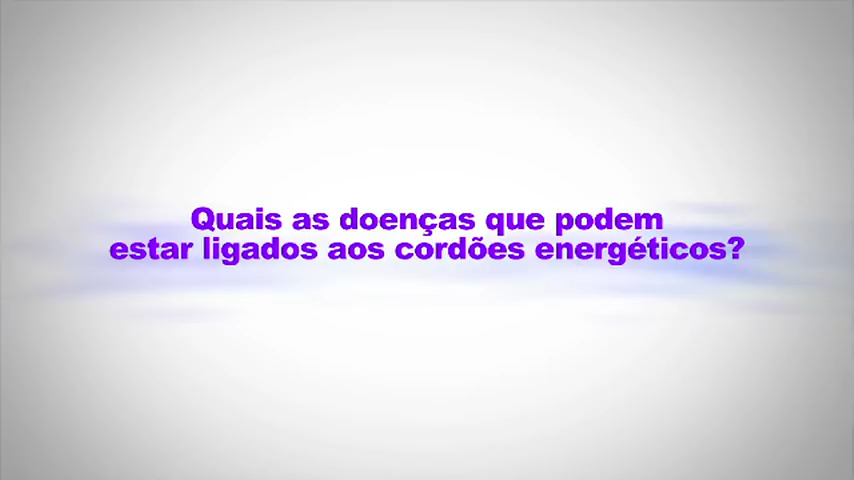 Quais as doenças que podem
estar ligados aos cordões energéticos?